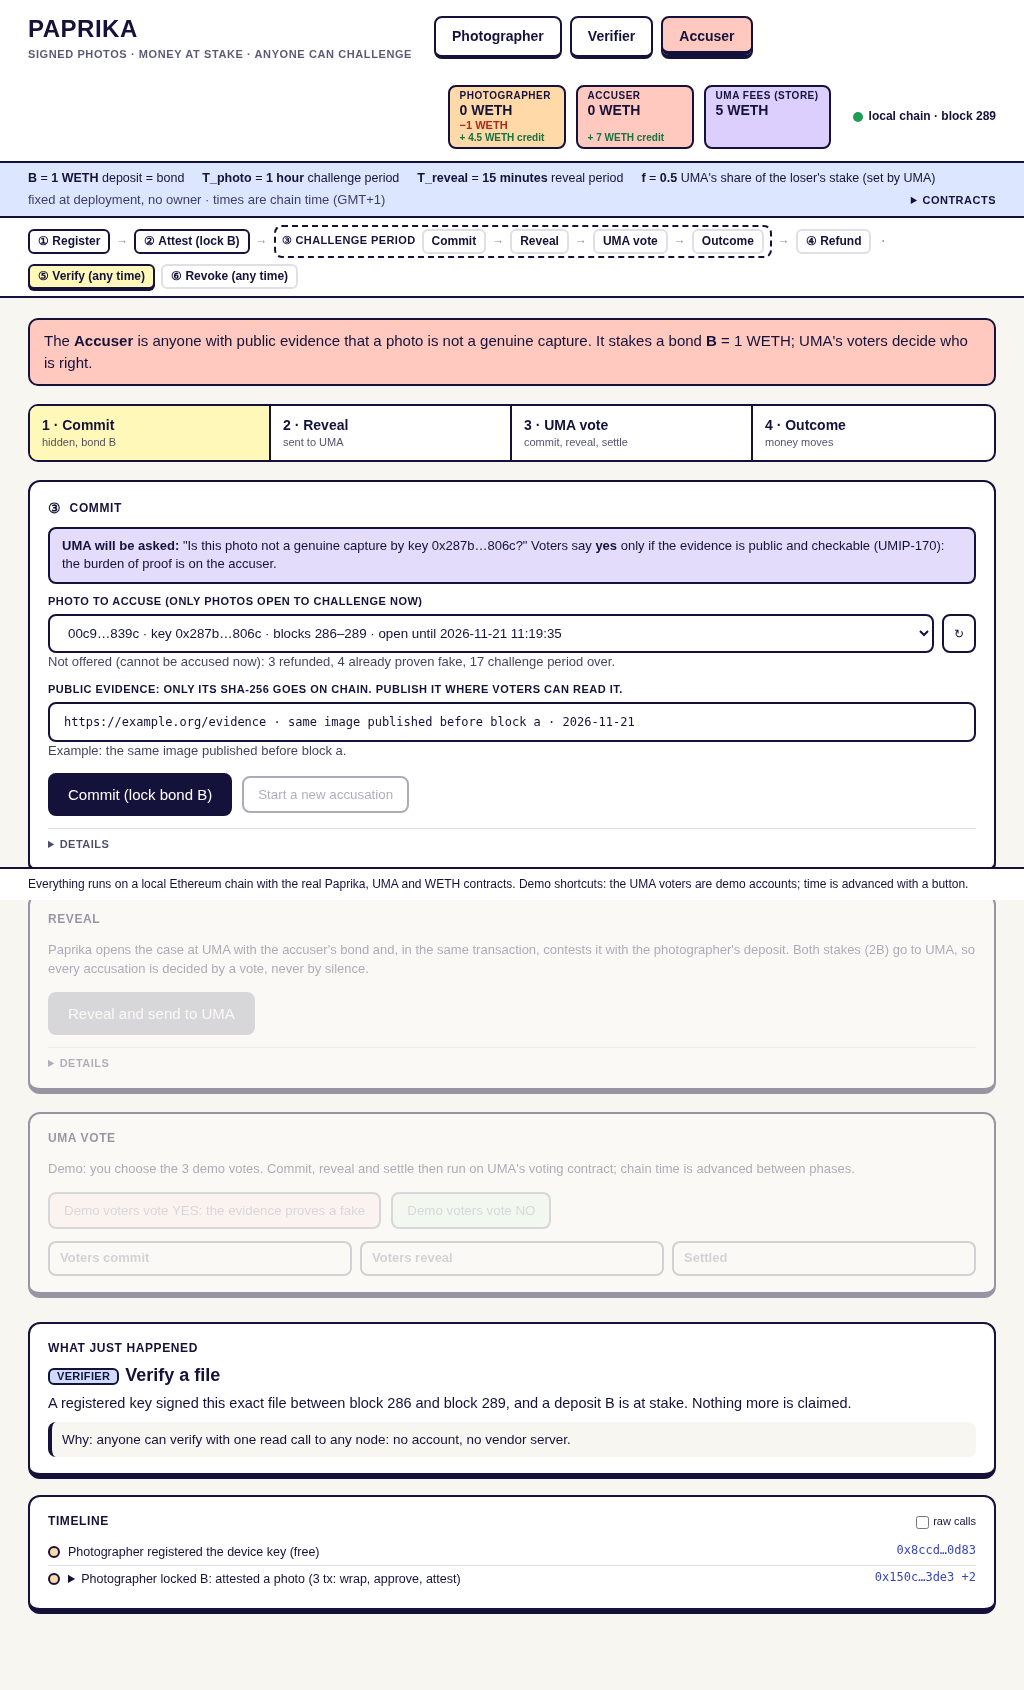 PAPRIKA
SIGNED PHOTOS · MONEY AT STAKE · ANYONE CAN CHALLENGE
Photographer
Verifier
Accuser
PHOTOGRAPHER
0 WETH
−1 WETH
+ 4.5 WETH credit
ACCUSER
0 WETH
+ 7 WETH credit
UMA FEES (STORE)
5 WETH
local chain · block 289
B = 1 WETH deposit = bond T_photo = 1 hour challenge period T_reveal = 15 minutes reveal period f = 0.5 UMA's share of the loser's stake (set by UMA)
fixed at deployment, no owner · times are chain time (GMT+1)
▶ CONTRACTS
① Register → ② Attest (lock B) → ③ CHALLENGE PERIOD Commit → Reveal → UMA vote → Outcome → ④ Refund ·
⑤ Verify (any time) ⑥ Revoke (any time)
The Accuser is anyone with public evidence that a photo is not a genuine capture. It stakes a bond B = 1 WETH; UMA's voters decide who
is right.
1 · Commit
hidden, bond B
2 · Reveal
sent to UMA
3 · UMA vote
commit, reveal, settle
4 · Outcome
money moves
③ COMMIT
UMA will be asked: "Is this photo not a genuine capture by key 0x287b…806c?" Voters say yes only if the evidence is public and checkable (UMIP-170):
the burden of proof is on the accuser.
PHOTO TO ACCUSE (ONLY PHOTOS OPEN TO CHALLENGE NOW)
00c9…839c · key 0x287b…806c · blocks 286–289 · open until 2026-11-21 11:19:35
↻
Not offered (cannot be accused now): 3 refunded, 4 already proven fake, 17 challenge period over.
PUBLIC EVIDENCE: ONLY ITS SHA-256 GOES ON CHAIN. PUBLISH IT WHERE VOTERS CAN READ IT.
https://example.org/evidence · same image published before block a · 2026-11-21
Example: the same image published before block a.
Commit (lock bond B)
Start a new accusation
▶ DETAILS
Everything runs on a local Ethereum chain with the real Paprika, UMA and WETH contracts. Demo shortcuts: the UMA voters are demo accounts; time is advanced with a button.
REVEAL
Paprika opens the case at UMA with the accuser's bond and, in the same transaction, contests it with the photographer's deposit. Both stakes (2B) go to UMA, so
every accusation is decided by a vote, never by silence.
Reveal and send to UMA
▶ DETAILS
UMA VOTE
Demo: you choose the 3 demo votes. Commit, reveal and settle then run on UMA's voting contract; chain time is advanced between phases.
Demo voters vote YES: the evidence proves a fake
Demo voters vote NO
Voters commit
Voters reveal
Settled
WHAT JUST HAPPENED
VERIFIER Verify a file
A registered key signed this exact file between block 286 and block 289, and a deposit B is at stake. Nothing more is claimed.
Why: anyone can verify with one read call to any node: no account, no vendor server.
TIMELINE
raw calls
Photographer registered the device key (free)
0x8ccd…0d83
▶ Photographer locked B: attested a photo (3 tx: wrap, approve, attest)
0x150c…3de3 +2